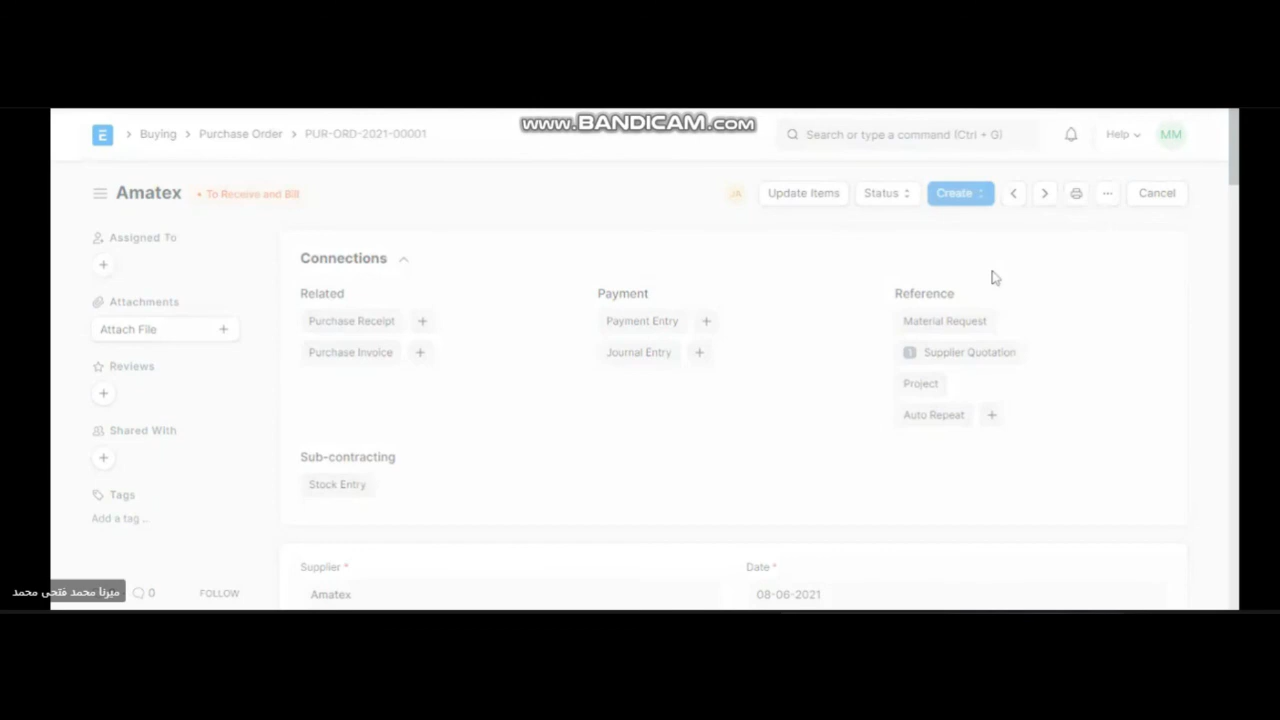 www.BANDICAM.com
E Buying Purchase Order PUR-ORD-2021-00001
Search or type a command (Ctrl + G)
Help MM
Amatex • To Receive and Bill
JA Update Items Status Create ... Cancel
Assigned To
+
Attachments
Attach File +
Reviews
+
Shared With
+
Tags
Add a tag ...
ميرنا محمد فتحى محمد
0 FOLLOW
Connections
Related
Purchase Receipt +
Purchase Invoice +
Payment
Payment Entry +
Journal Entry +
Reference
Material Request
1 Supplier Quotation
Project
Auto Repeat +
Sub-contracting
Stock Entry
Supplier *
Amatex
Date *
08-06-2021